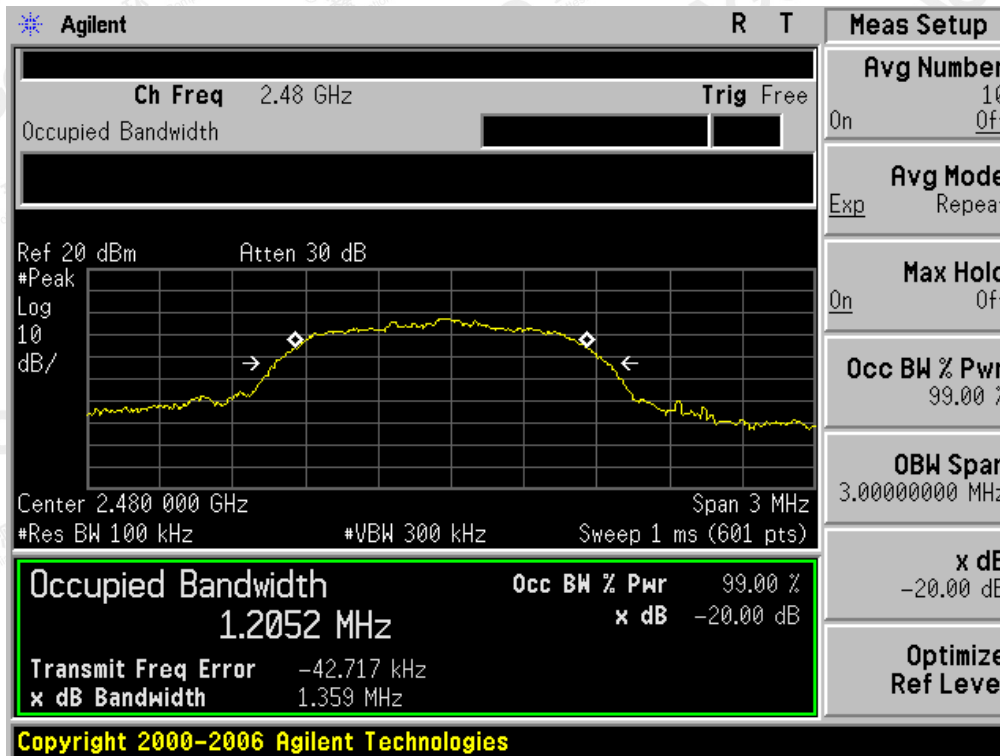 Agilent R T
Ch Freq 2.48 GHz Trig Free
Occupied Bandwidth
Ref 20 dBm Atten 30 dB
#Peak
Log
10
dB/
Center 2.480 000 GHz Span 3 MHz
#Res BW 100 kHz #VBW 300 kHz Sweep 1 ms (601 pts)
Occupied Bandwidth Occ BW % Pwr 99.00 %
1.2052 MHz x dB -20.00 dB
Transmit Freq Error -42.717 kHz
x dB Bandwidth 1.359 MHz
Copyright 2000-2006 Agilent Technologies
Meas Setup
Avg Number
10
On Off
Avg Mode
Exp Repeat
Max Hold
On Off
Occ BW % Pwr
99.00 %
OBW Span
3.00000000 MHz
x dB
-20.00 dB
Optimize
Ref Level